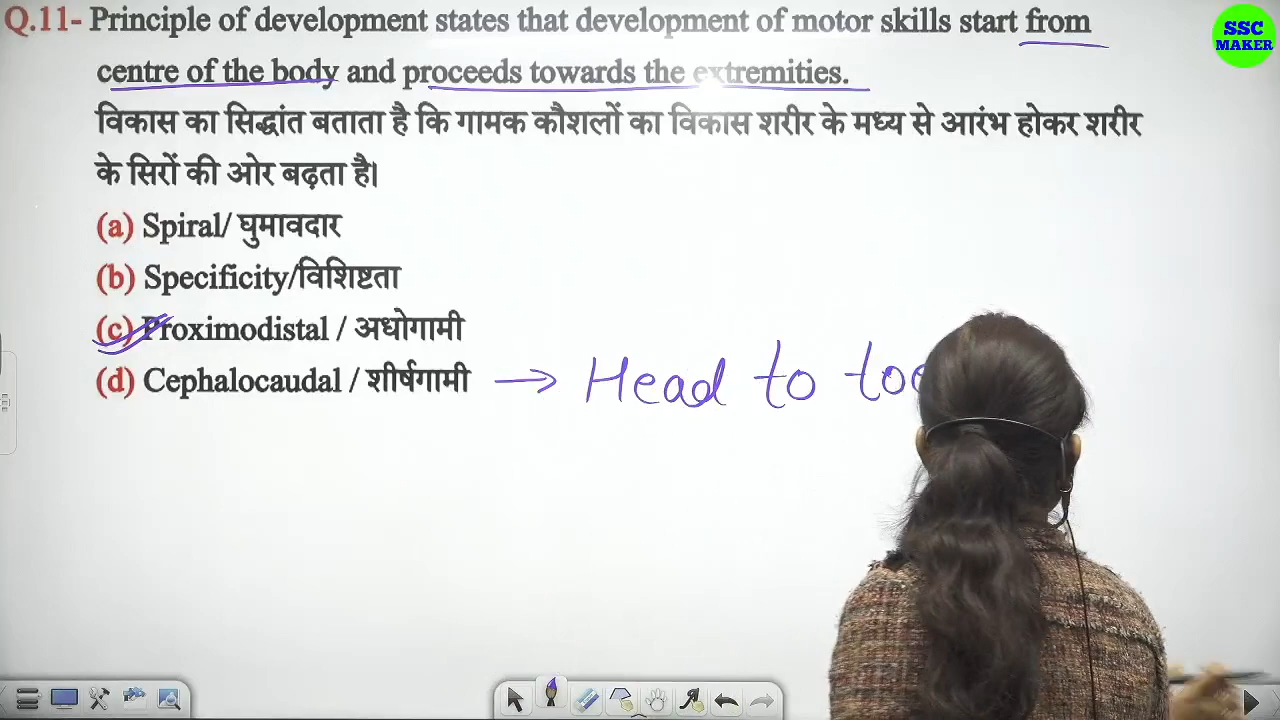 Q.11- Principle of development states that development of motor skills start from
centre of the body and proceeds towards the extremities.
विकास का सिद्धांत बताता है कि गामक कौशलों का विकास शरीर के मध्य से आरंभ होकर शरीर
के सिरों की ओर बढ़ता है।
(a) Spiral/ घुमावदार
(b) Specificity/विशिष्टता
(c) Proximodistal / अधोगामी
(d) Cephalocaudal / शीर्षगामी → Head to toe
SSC
MAKER